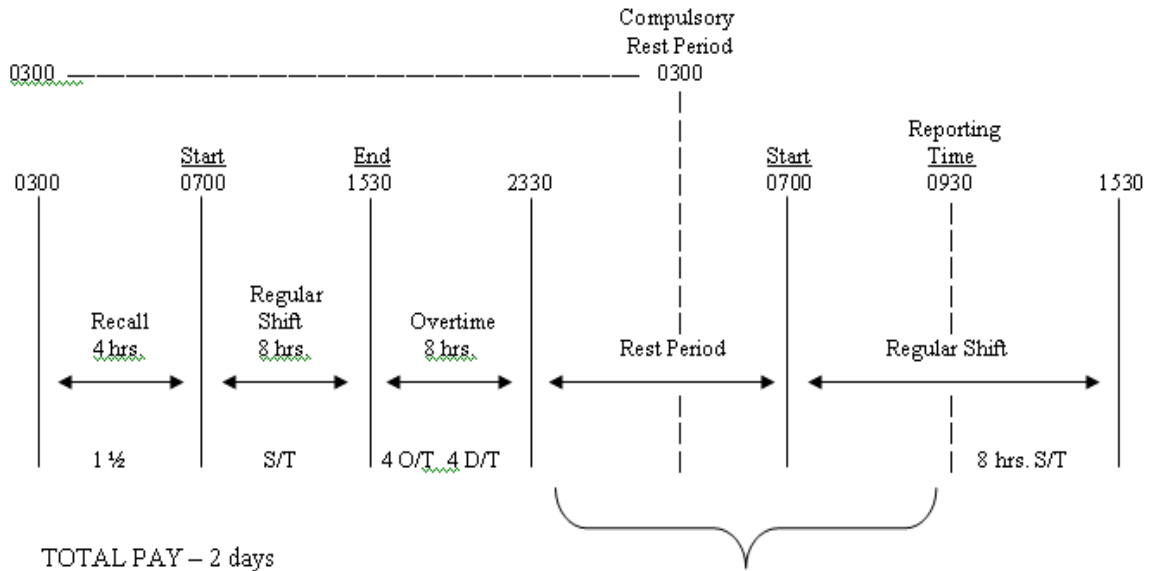 Compulsory
Rest Period
0300 0300
Reporting
Start End Start Time
0300 0700 1530 2330 0700 0930 1530
Regular
Recall Shift Overtime
4 hrs. 8 hrs. 8 hrs. Rest Period Regular Shift
1 ½ S/T 4 O/T 4 D/T 8 hrs. S/T
TOTAL PAY – 2 days